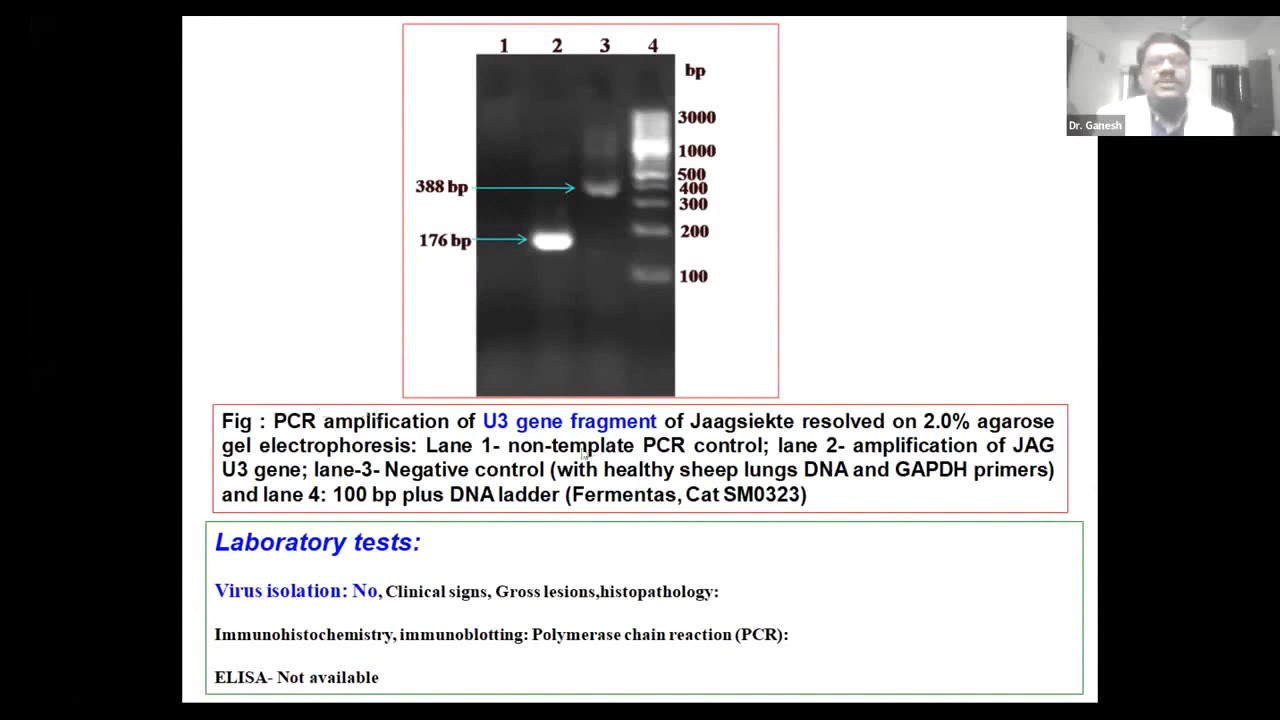 1 2 3 4
bp
3000
1000
500
388 bp
400
300
200
176 bp
100
Dr. Ganesh
Fig : PCR amplification of U3 gene fragment of Jaagsiekte resolved on 2.0% agarose
gel electrophoresis: Lane 1- non-template PCR control; lane 2- amplification of JAG
U3 gene; lane-3- Negative control (with healthy sheep lungs DNA and GAPDH primers)
and lane 4: 100 bp plus DNA ladder (Fermentas, Cat SM0323)
Laboratory tests:
Virus isolation: No, Clinical signs, Gross lesions,histopathology:
Immunohistochemistry, immunoblotting: Polymerase chain reaction (PCR):
ELISA- Not available